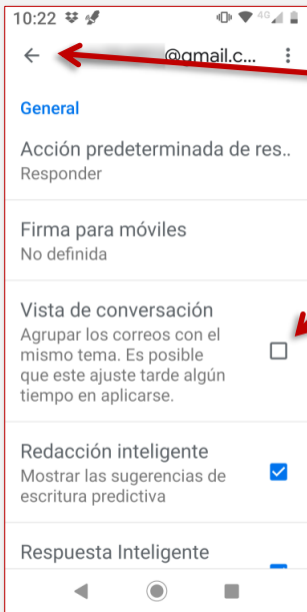 10:22
4G
@gmail.c...
General
Acción predeterminada de res..
Responder
Firma para móviles
No definida
Vista de conversación
Agrupar los correos con el
mismo tema. Es posible
que este ajuste tarde algún
tiempo en aplicarse.
Redacción inteligente
Mostrar las sugerencias de
escritura predictiva
Respuesta Inteligente